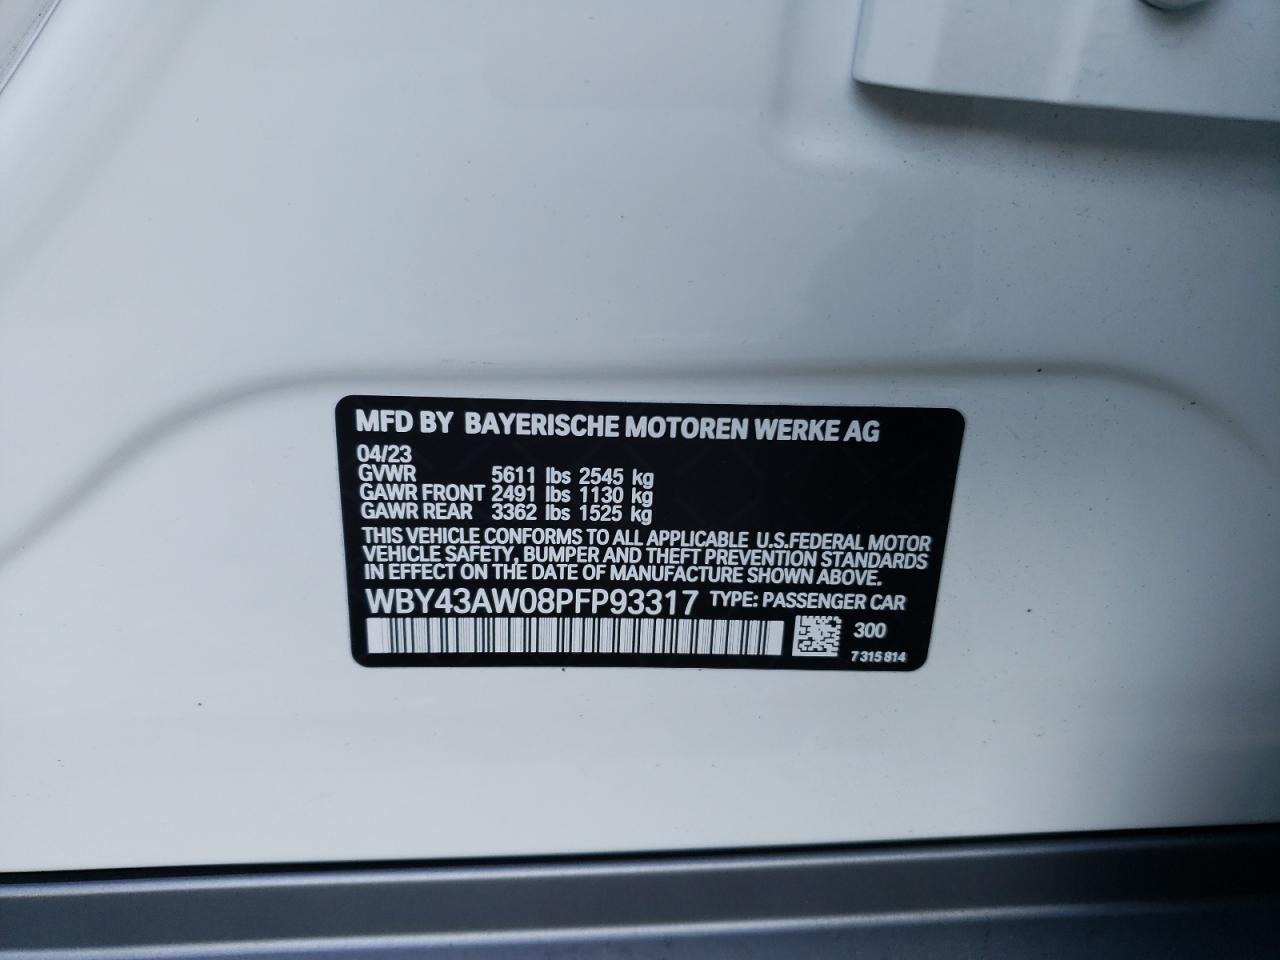 MFD BY BAYERISCHE MOTOREN WERKE AG
04/23
GVWR 5611 lbs 2545 kg
GAWR FRONT 2491 lbs 1130 kg
GAWR REAR 3362 lbs 1525 kg
THIS VEHICLE CONFORMS TO ALL APPLICABLE U.S.FEDERAL MOTOR
VEHICLE SAFETY, BUMPER AND THEFT PREVENTION STANDARDS
IN EFFECT ON THE DATE OF MANUFACTURE SHOWN ABOVE.
WBY43AW08PFP93317 TYPE: PASSENGER CAR
300
7 315 814